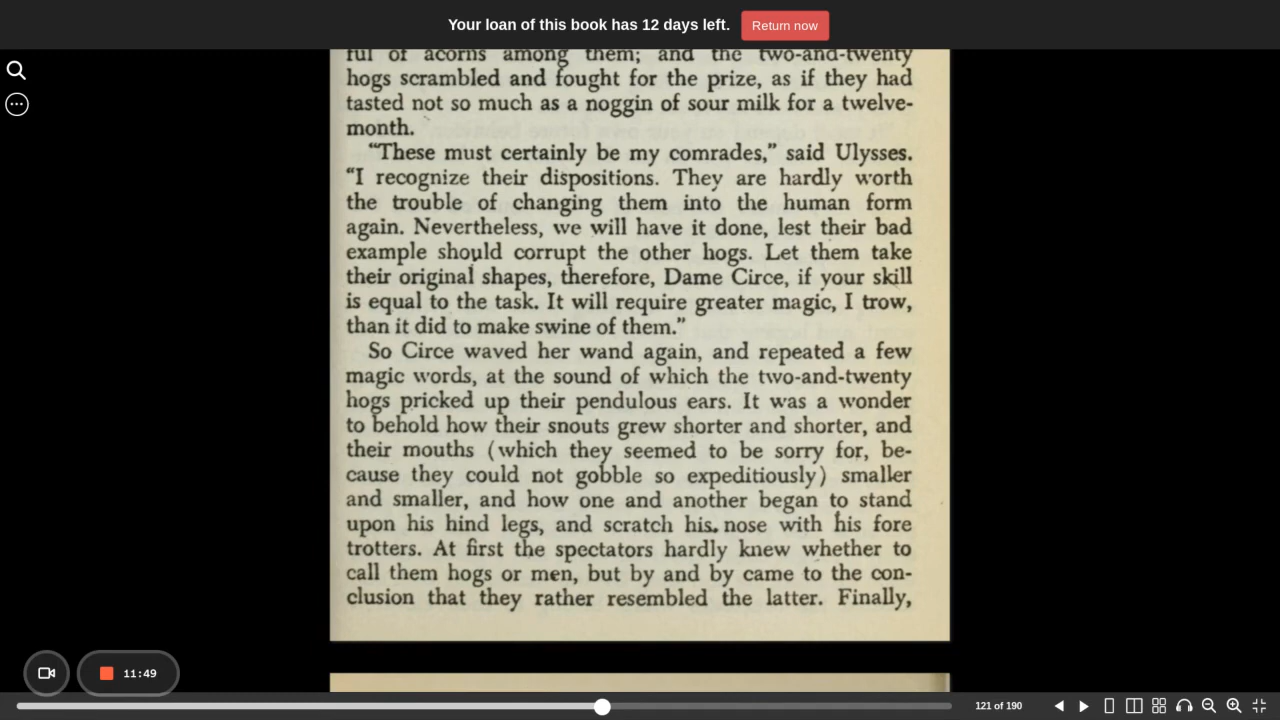 Your loan of this book has 12 days left.
Return now
ful of acorns among them; and the two-and-twenty
hogs scrambled and fought for the prize, as if they had
tasted not so much as a noggin of sour milk for a twelve-
month.
“These must certainly be my comrades,” said Ulysses.
“I recognize their dispositions. They are hardly worth
the trouble of changing them into the human form
again. Nevertheless, we will have it done, lest their bad
example should corrupt the other hogs. Let them take
their original shapes, therefore, Dame Circe, if your skill
is equal to the task. It will require greater magic, I trow,
than it did to make swine of them.”
So Circe waved her wand again, and repeated a few
magic words, at the sound of which the two-and-twenty
hogs pricked up their pendulous ears. It was a wonder
to behold how their snouts grew shorter and shorter, and
their mouths (which they seemed to be sorry for, be-
cause they could not gobble so expeditiously) smaller
and smaller, and how one and another began to stand
upon his hind legs, and scratch his nose with his fore
trotters. At first the spectators hardly knew whether to
call them hogs or men, but by and by came to the con-
clusion that they rather resembled the latter. Finally,
11:49
121 of 190